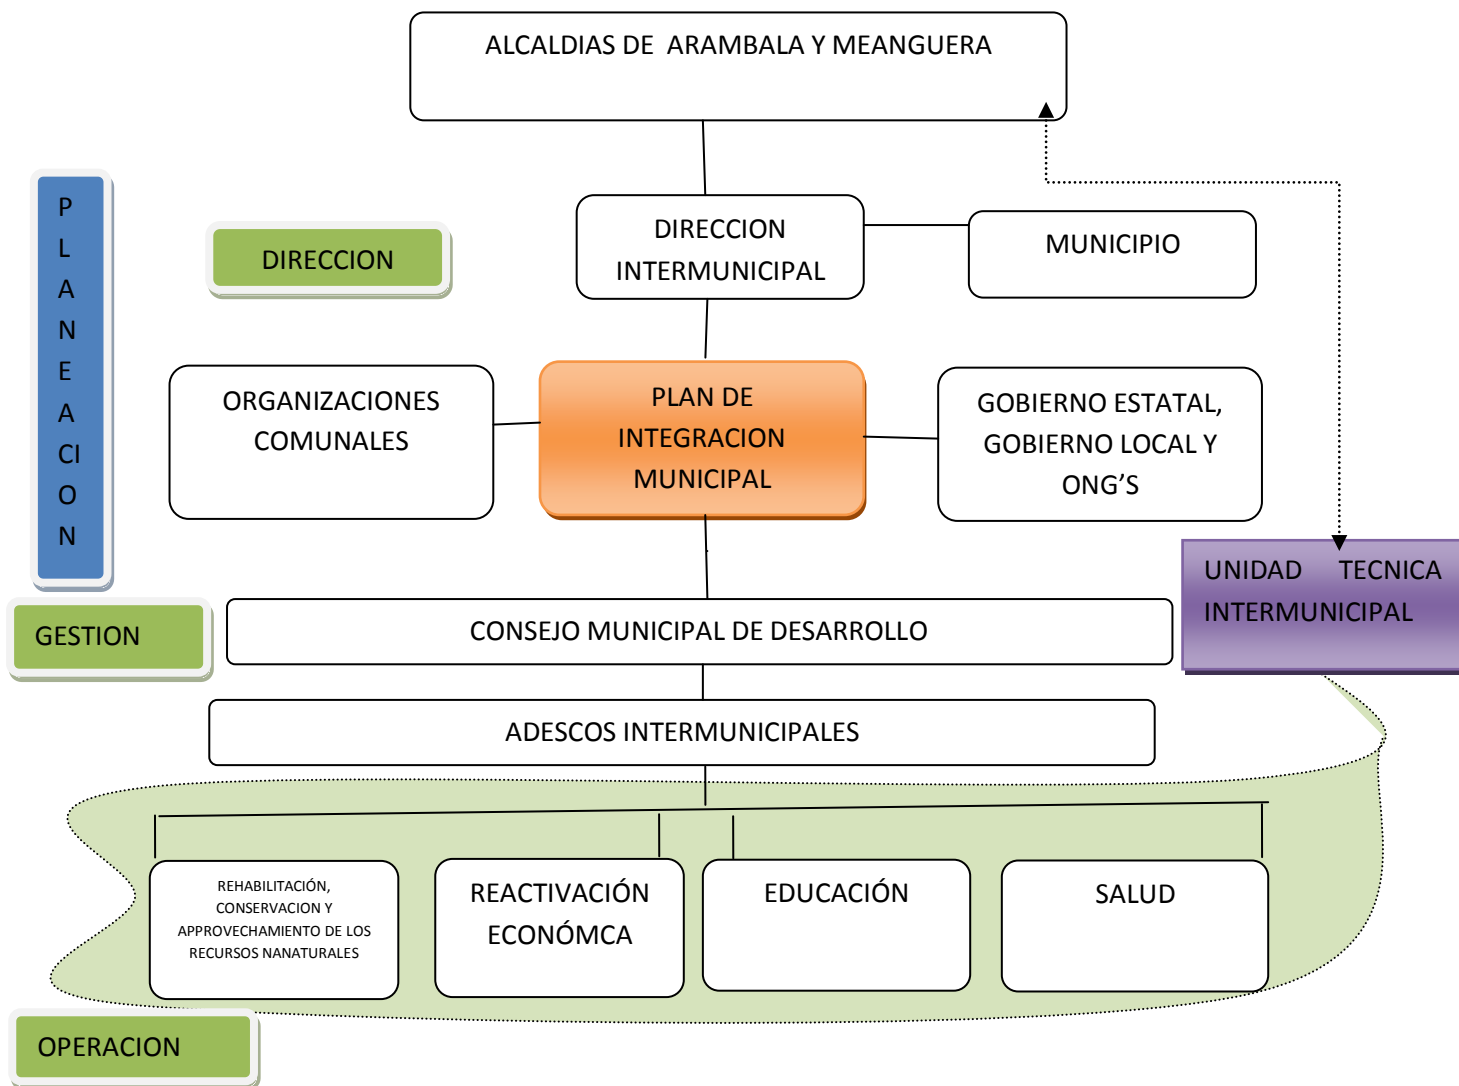 ALCALDIAS DE ARAMBALA Y MEANGUERA
P
L
A
N
E
A
CI
O
N
DIRECCION
DIRECCION
INTERMUNICIPAL
MUNICIPIO
ORGANIZACIONES
COMUNALES
PLAN DE
INTEGRACION
MUNICIPAL
GOBIERNO ESTATAL,
GOBIERNO LOCAL Y
ONG’S
UNIDAD TECNICA
INTERMUNICIPAL
GESTION
CONSEJO MUNICIPAL DE DESARROLLO
ADESCOS INTERMUNICIPALES
REHABILITACIÓN,
CONSERVACION Y
APPROVECHAMIENTO DE LOS
RECURSOS NANATURALES
REACTIVACIÓN
ECONÓMCA
EDUCACIÓN
SALUD
OPERACION